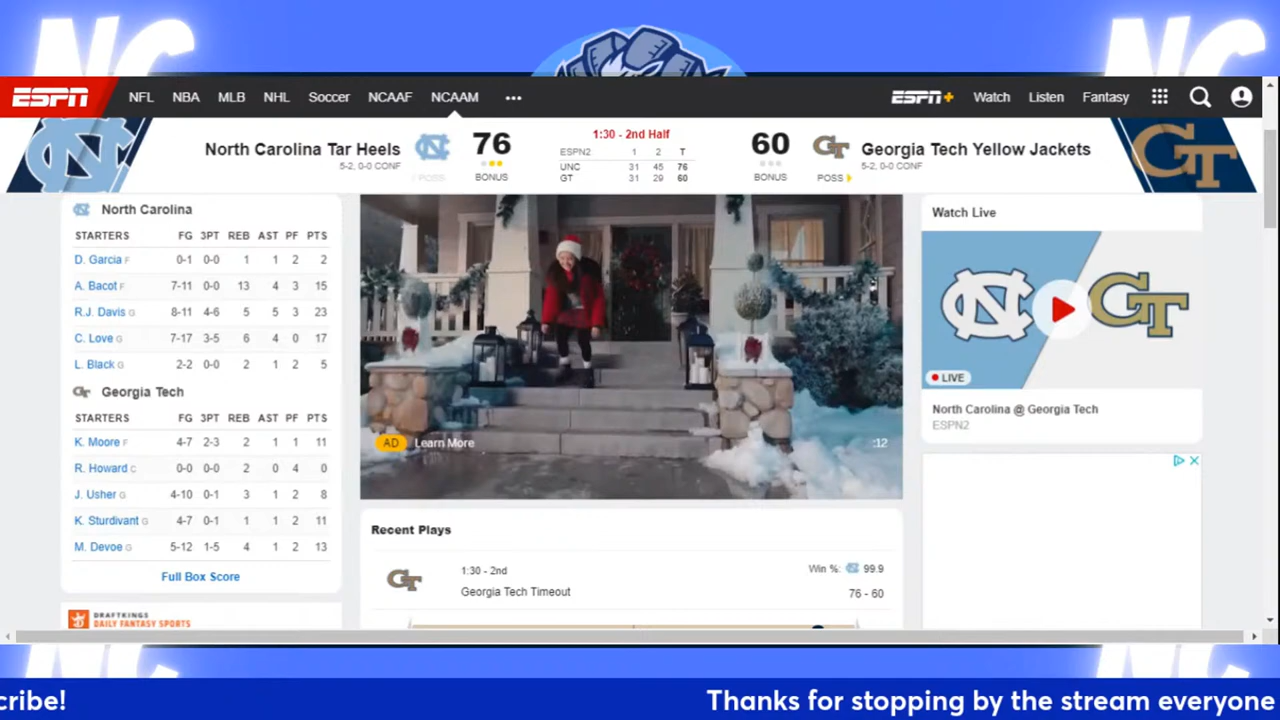 NC
NC
ESPN
NFL NBA MLB NHL Soccer NCAAF NCAAM •••
ESPN+ Watch Listen Fantasy
North Carolina Tar Heels
5-2, 0-0 CONF
POSS
76
BONUS
1:30 - 2nd Half
ESPN2 1 2 T
UNC 31 45 76
GT 31 29 60
60
BONUS
Georgia Tech Yellow Jackets
5-2, 0-0 CONF
POSS
GT
North Carolina
STARTERS FG 3PT REB AST PF PTS
D. Garcia F 0-1 0-0 1 1 2 2
A. Bacot F 7-11 0-0 13 4 3 15
R.J. Davis G 8-11 4-6 5 5 3 23
C. Love G 7-17 3-5 6 4 0 17
L. Black G 2-2 0-0 2 1 2 5
Georgia Tech
STARTERS FG 3PT REB AST PF PTS
K. Moore F 4-7 2-3 2 1 1 11
R. Howard C 0-0 0-0 2 0 4 0
J. Usher G 4-10 0-1 3 1 2 8
K. Sturdivant G 4-7 0-1 1 1 2 11
M. Devoe G 5-12 1-5 4 1 2 13
Full Box Score
DRAFTKINGS
DAILY FANTASY SPORTS
AD Learn More :12
Recent Plays
GT
1:30 - 2nd
Georgia Tech Timeout
Win %: 99.9
76 - 60
Watch Live
NC GT
LIVE
North Carolina @ Georgia Tech
ESPN2
NC
NC
cribe! Thanks for stopping by the stream everyone